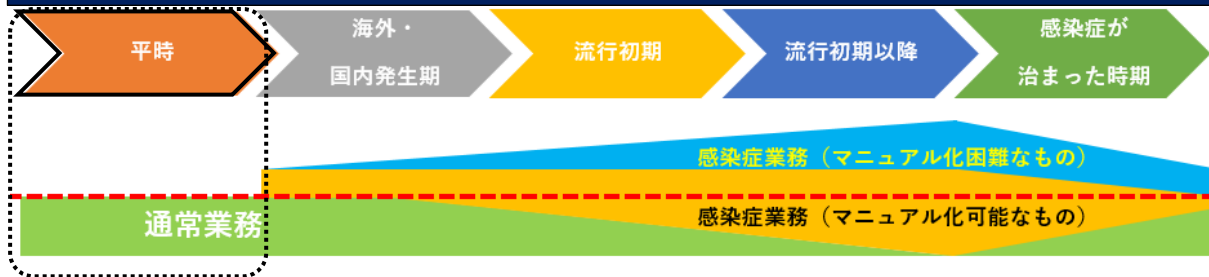 平時
海外・
国内発生期
流行初期
流行初期以降
感染症が
治まった時期
感染症業務（マニュアル化困難なもの）
通常業務
感染症業務（マニュアル化可能なもの）